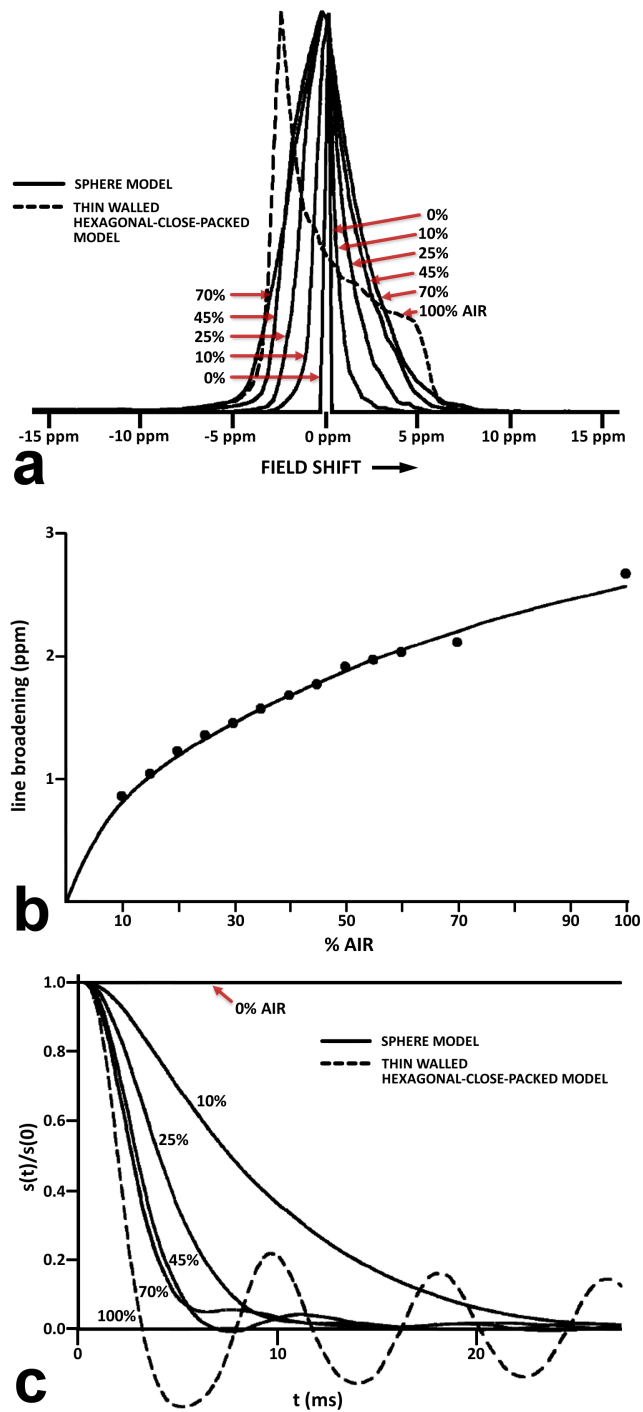 SPHERE MODEL
THIN WALLED
HEXAGONAL-CLOSE-PACKED
MODEL
0%
10%
25%
45%
70%
100% AIR
70%
45%
25%
10%
0%
-15 ppm -10 ppm -5 ppm 0 ppm 5 ppm 10 ppm 15 ppm
FIELD SHIFT
a
3
2
1
line broadening (ppm)
10 30 50 70 90 100
% AIR
b
1.0
0.8
0.6
0.4
0.2
0.0
s(t)/s(0)
0% AIR
SPHERE MODEL
THIN WALLED
HEXAGONAL-CLOSE-PACKED MODEL
10%
25%
45%
70%
100%
0 10 20
t (ms)
c